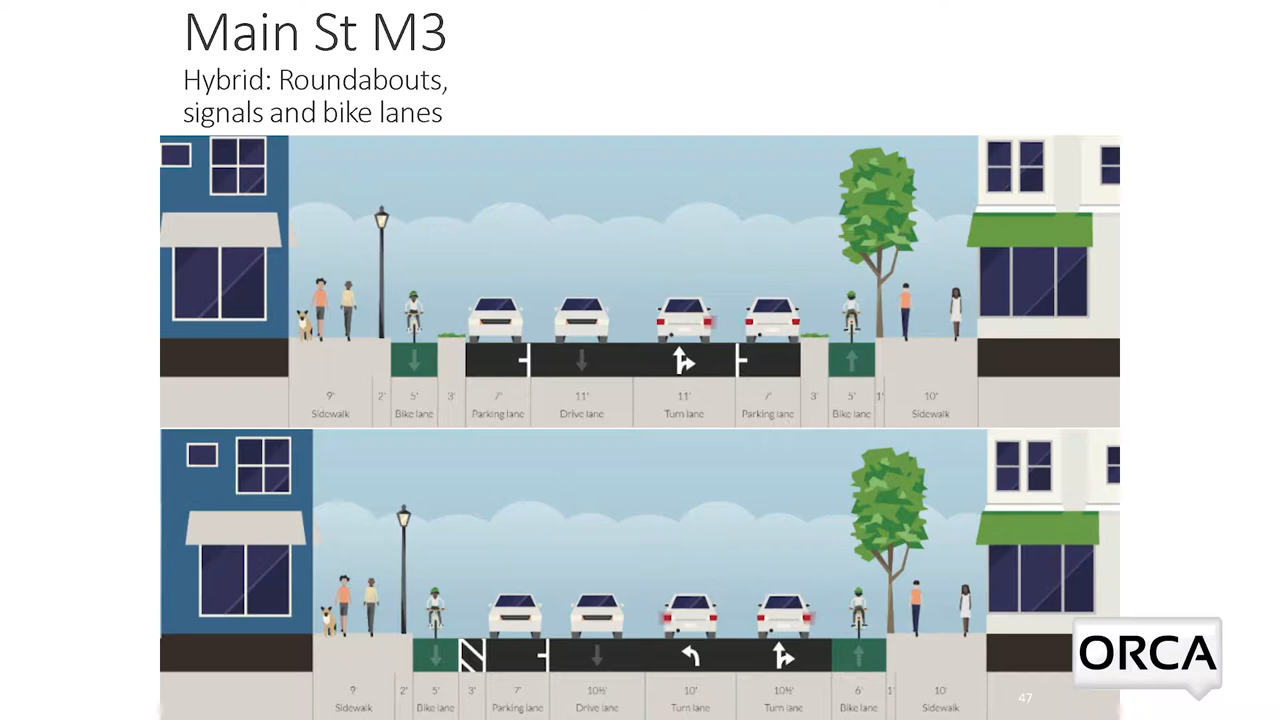 Main St M3
Hybrid: Roundabouts,
signals and bike lanes
9' 2' 5' 3' 7' 11' 11' 7' 3' 5' 1' 10'
Sidewalk Bike lane Parking lane Drive lane Turn lane Parking lane Bike lane Sidewalk
9' 2' 5' 3' 7' 10½' 10' 10½' 6' 1' 10'
Sidewalk Bike lane Parking lane Drive lane Turn lane Turn lane Bike lane Sidewalk
47
ORCA